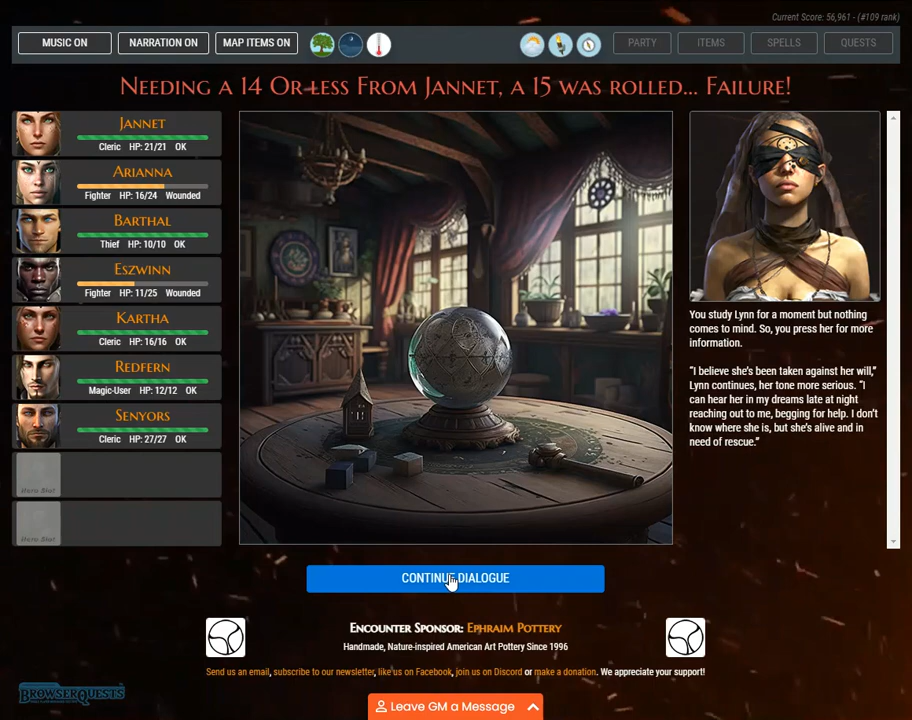 Current Score: 56,961 - (#109 rank)
MUSIC ON
NARRATION ON
MAP ITEMS ON
PARTY
ITEMS
SPELLS
QUESTS
Needing a 14 Or Less From Jannet, a 15 was rolled... Failure!
Jannet
Cleric HP: 21/21 OK
Arianna
Fighter HP: 16/24 Wounded
Barthal
Thief HP: 10/10 OK
Eszwinn
Fighter HP: 11/25 Wounded
Kartha
Cleric HP: 16/16 OK
Redfern
Magic-User HP: 12/12 OK
Senyors
Cleric HP: 27/27 OK
Hero Slot
Hero Slot
You study Lynn for a moment but nothing
comes to mind. So, you press her for more
information.
“I believe she’s been taken against her will,”
Lynn continues, her tone more serious. “I
can hear her in my dreams late at night
reaching out to me, begging for help. I don’t
know where she is, but she’s alive and in
need of rescue.”
CONTINUE DIALOGUE
Encounter Sponsor: Ephraim Pottery
Handmade, Nature-inspired American Art Pottery Since 1996
Send us an email, subscribe to our newsletter, like us on Facebook, join us on Discord or make a donation. We appreciate your support!
BrowserQuests
Leave GM a Message